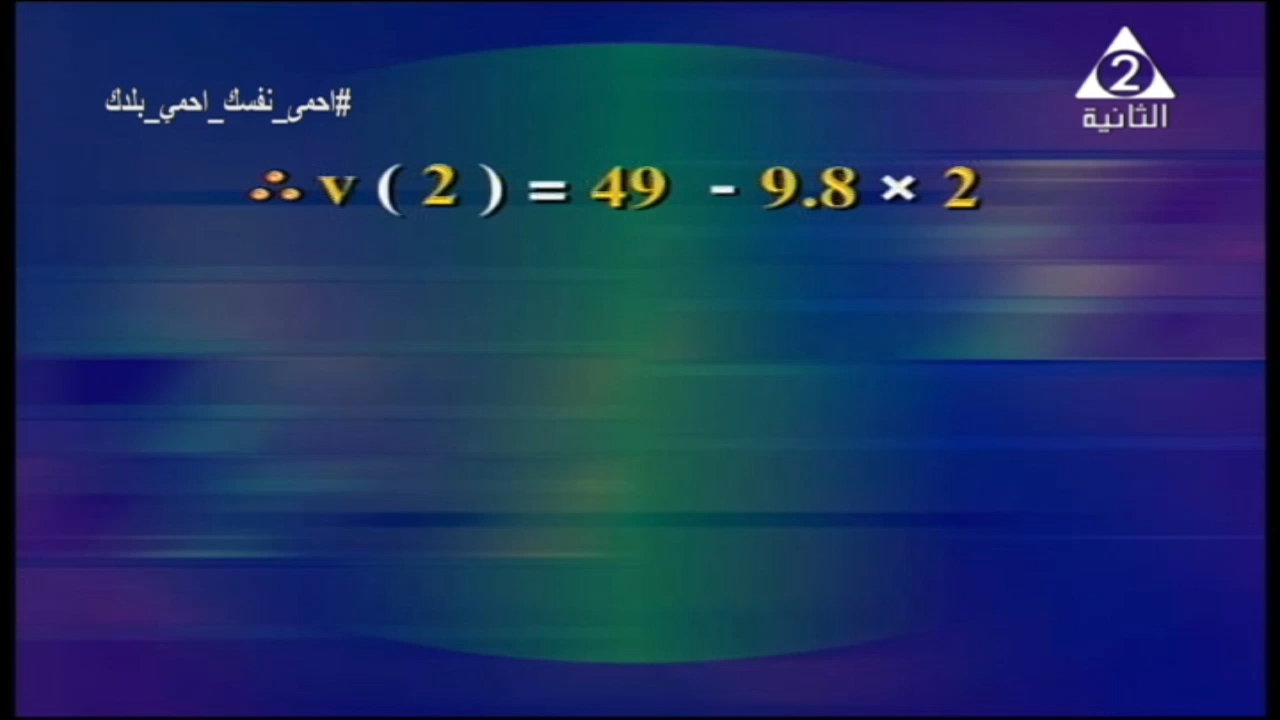 2
الثانية
#احمى_نفسك_احمي_بلدك
∴ v ( 2 ) = 49 - 9.8 × 2